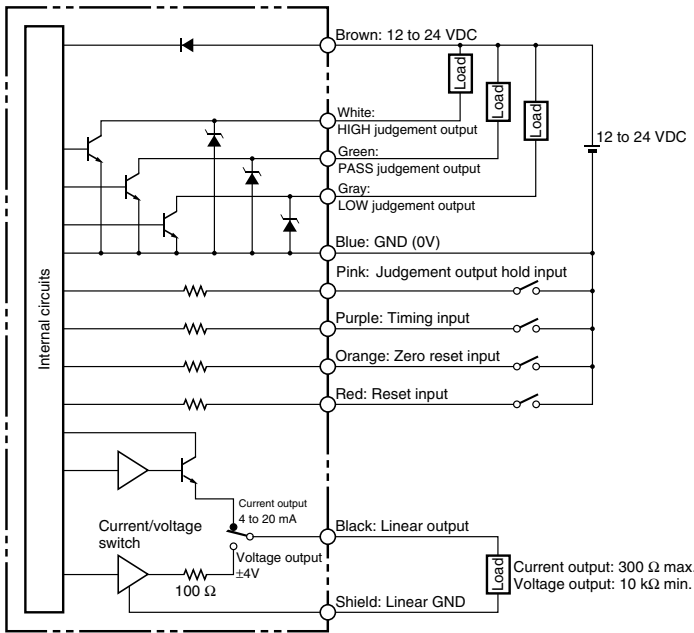 Brown: 12 to 24 VDC
Load
Load
Load
White:
HIGH judgement output
12 to 24 VDC
Green:
PASS judgement output
Gray:
LOW judgement output
Blue: GND (0V)
Pink: Judgement output hold input
Internal circuits
Purple: Timing input
Orange: Zero reset input
Red: Reset input
Current output
4 to 20 mA
Current/voltage
switch
Black: Linear output
Voltage output
±4V
100 Ω
Load
Current output: 300 Ω max.
Voltage output: 10 kΩ min.
Shield: Linear GND